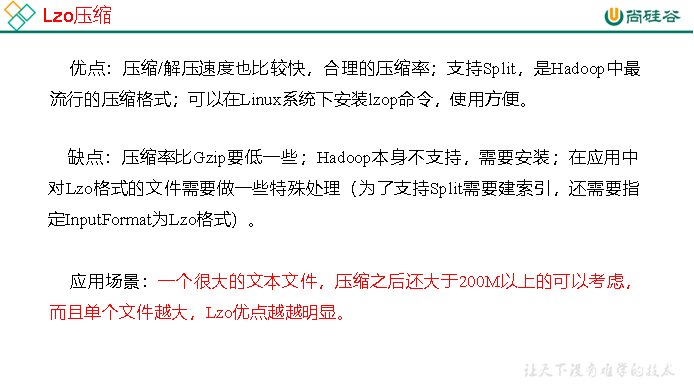 Lzo压缩
尚硅谷
优点：压缩/解压速度也比较快，合理的压缩率；支持Split，是Hadoop中最
流行的压缩格式；可以在Linux系统下安装lzop命令，使用方便。
缺点：压缩率比Gzip要低一些；Hadoop本身不支持，需要安装；在应用中
对Lzo格式的文件需要做一些特殊处理（为了支持Split需要建索引，还需要指
定InputFormat为Lzo格式）。
应用场景：一个很大的文本文件，压缩之后还大于200M以上的可以考虑，
而且单个文件越大，Lzo优点越越明显。
让天下没有难学的技术